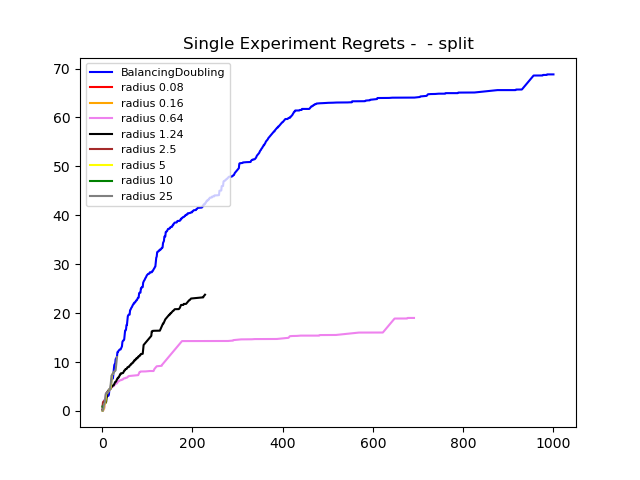 Single Experiment Regrets -  - split
70
60
50
40
30
20
10
0
BalancingDoubling
radius 0.08
radius 0.16
radius 0.64
radius 1.24
radius 2.5
radius 5
radius 10
radius 25
0 200 400 600 800 1000